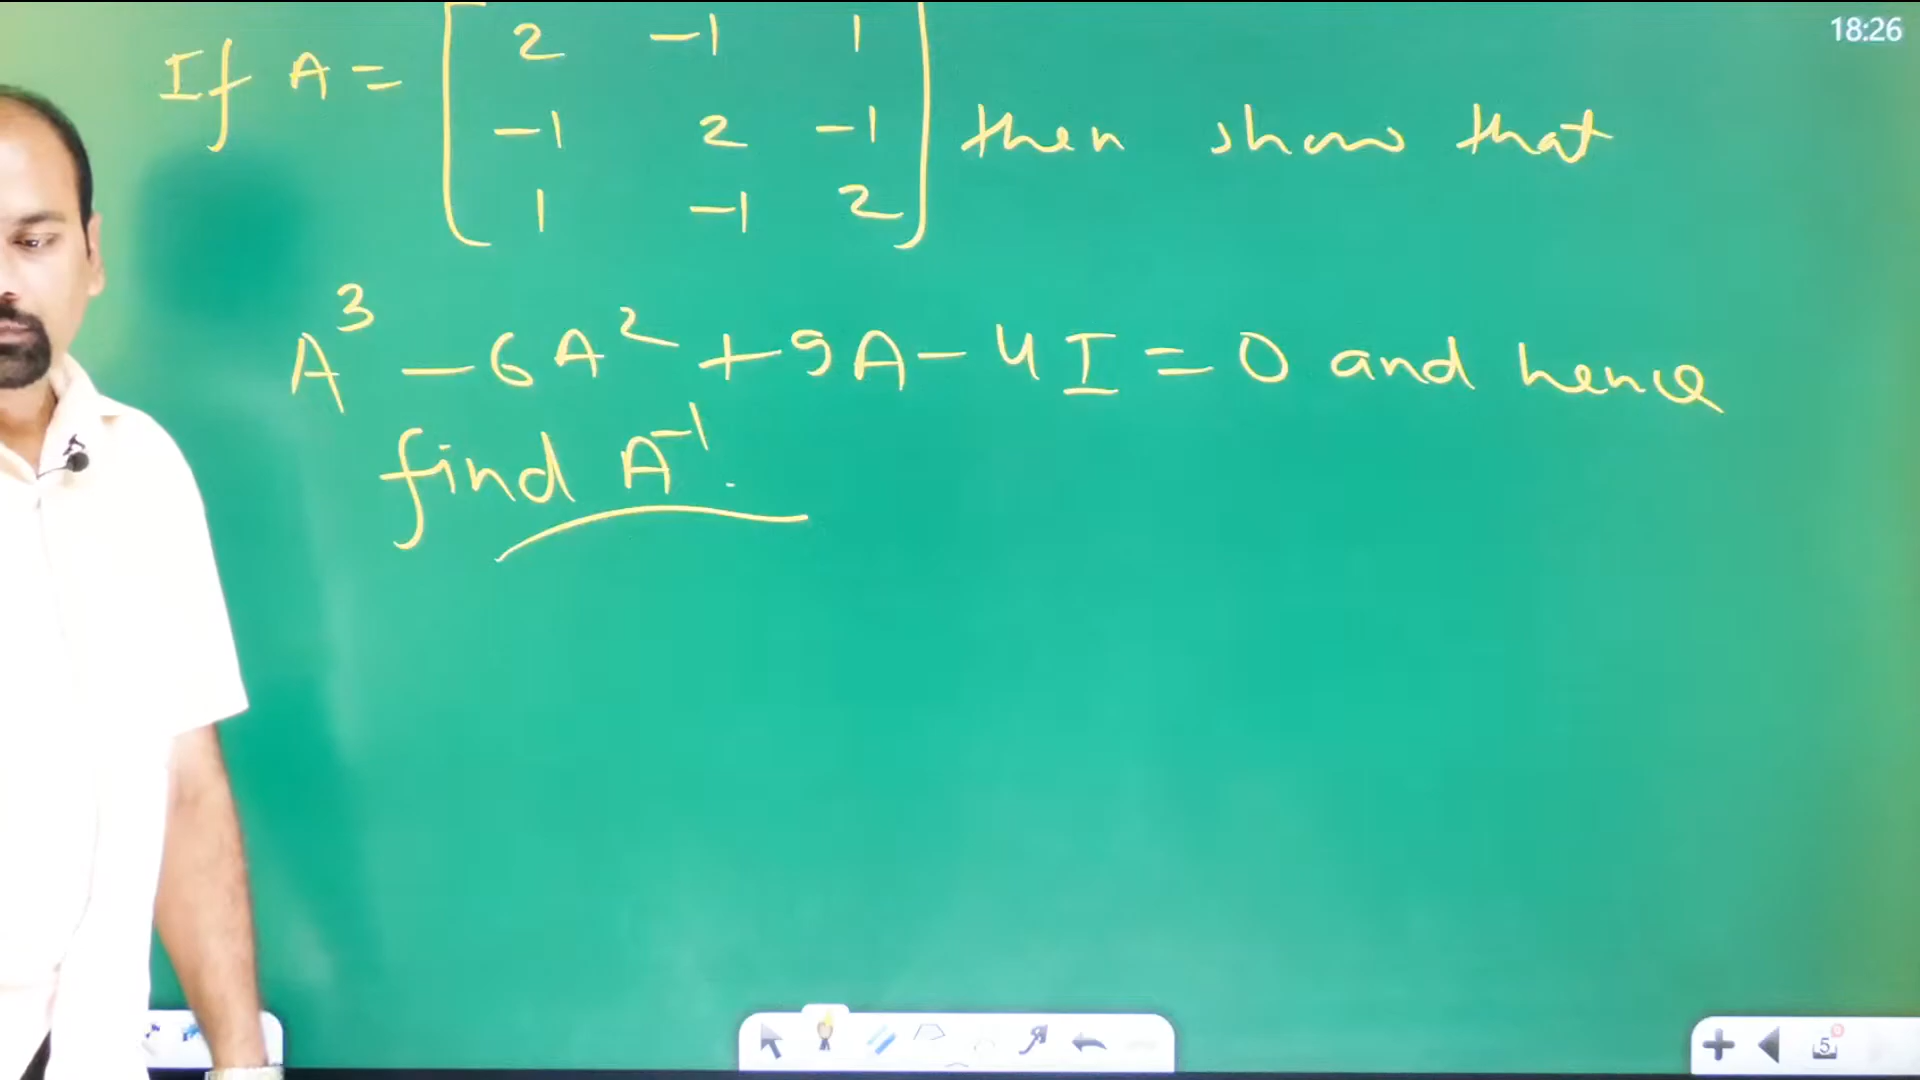 18:26
If A = [ 2 -1 1
-1 2 -1 then show that
1 -1 2 ]
A³ - 6A² + 9A - 4I = 0 and hence
find A⁻¹.
5